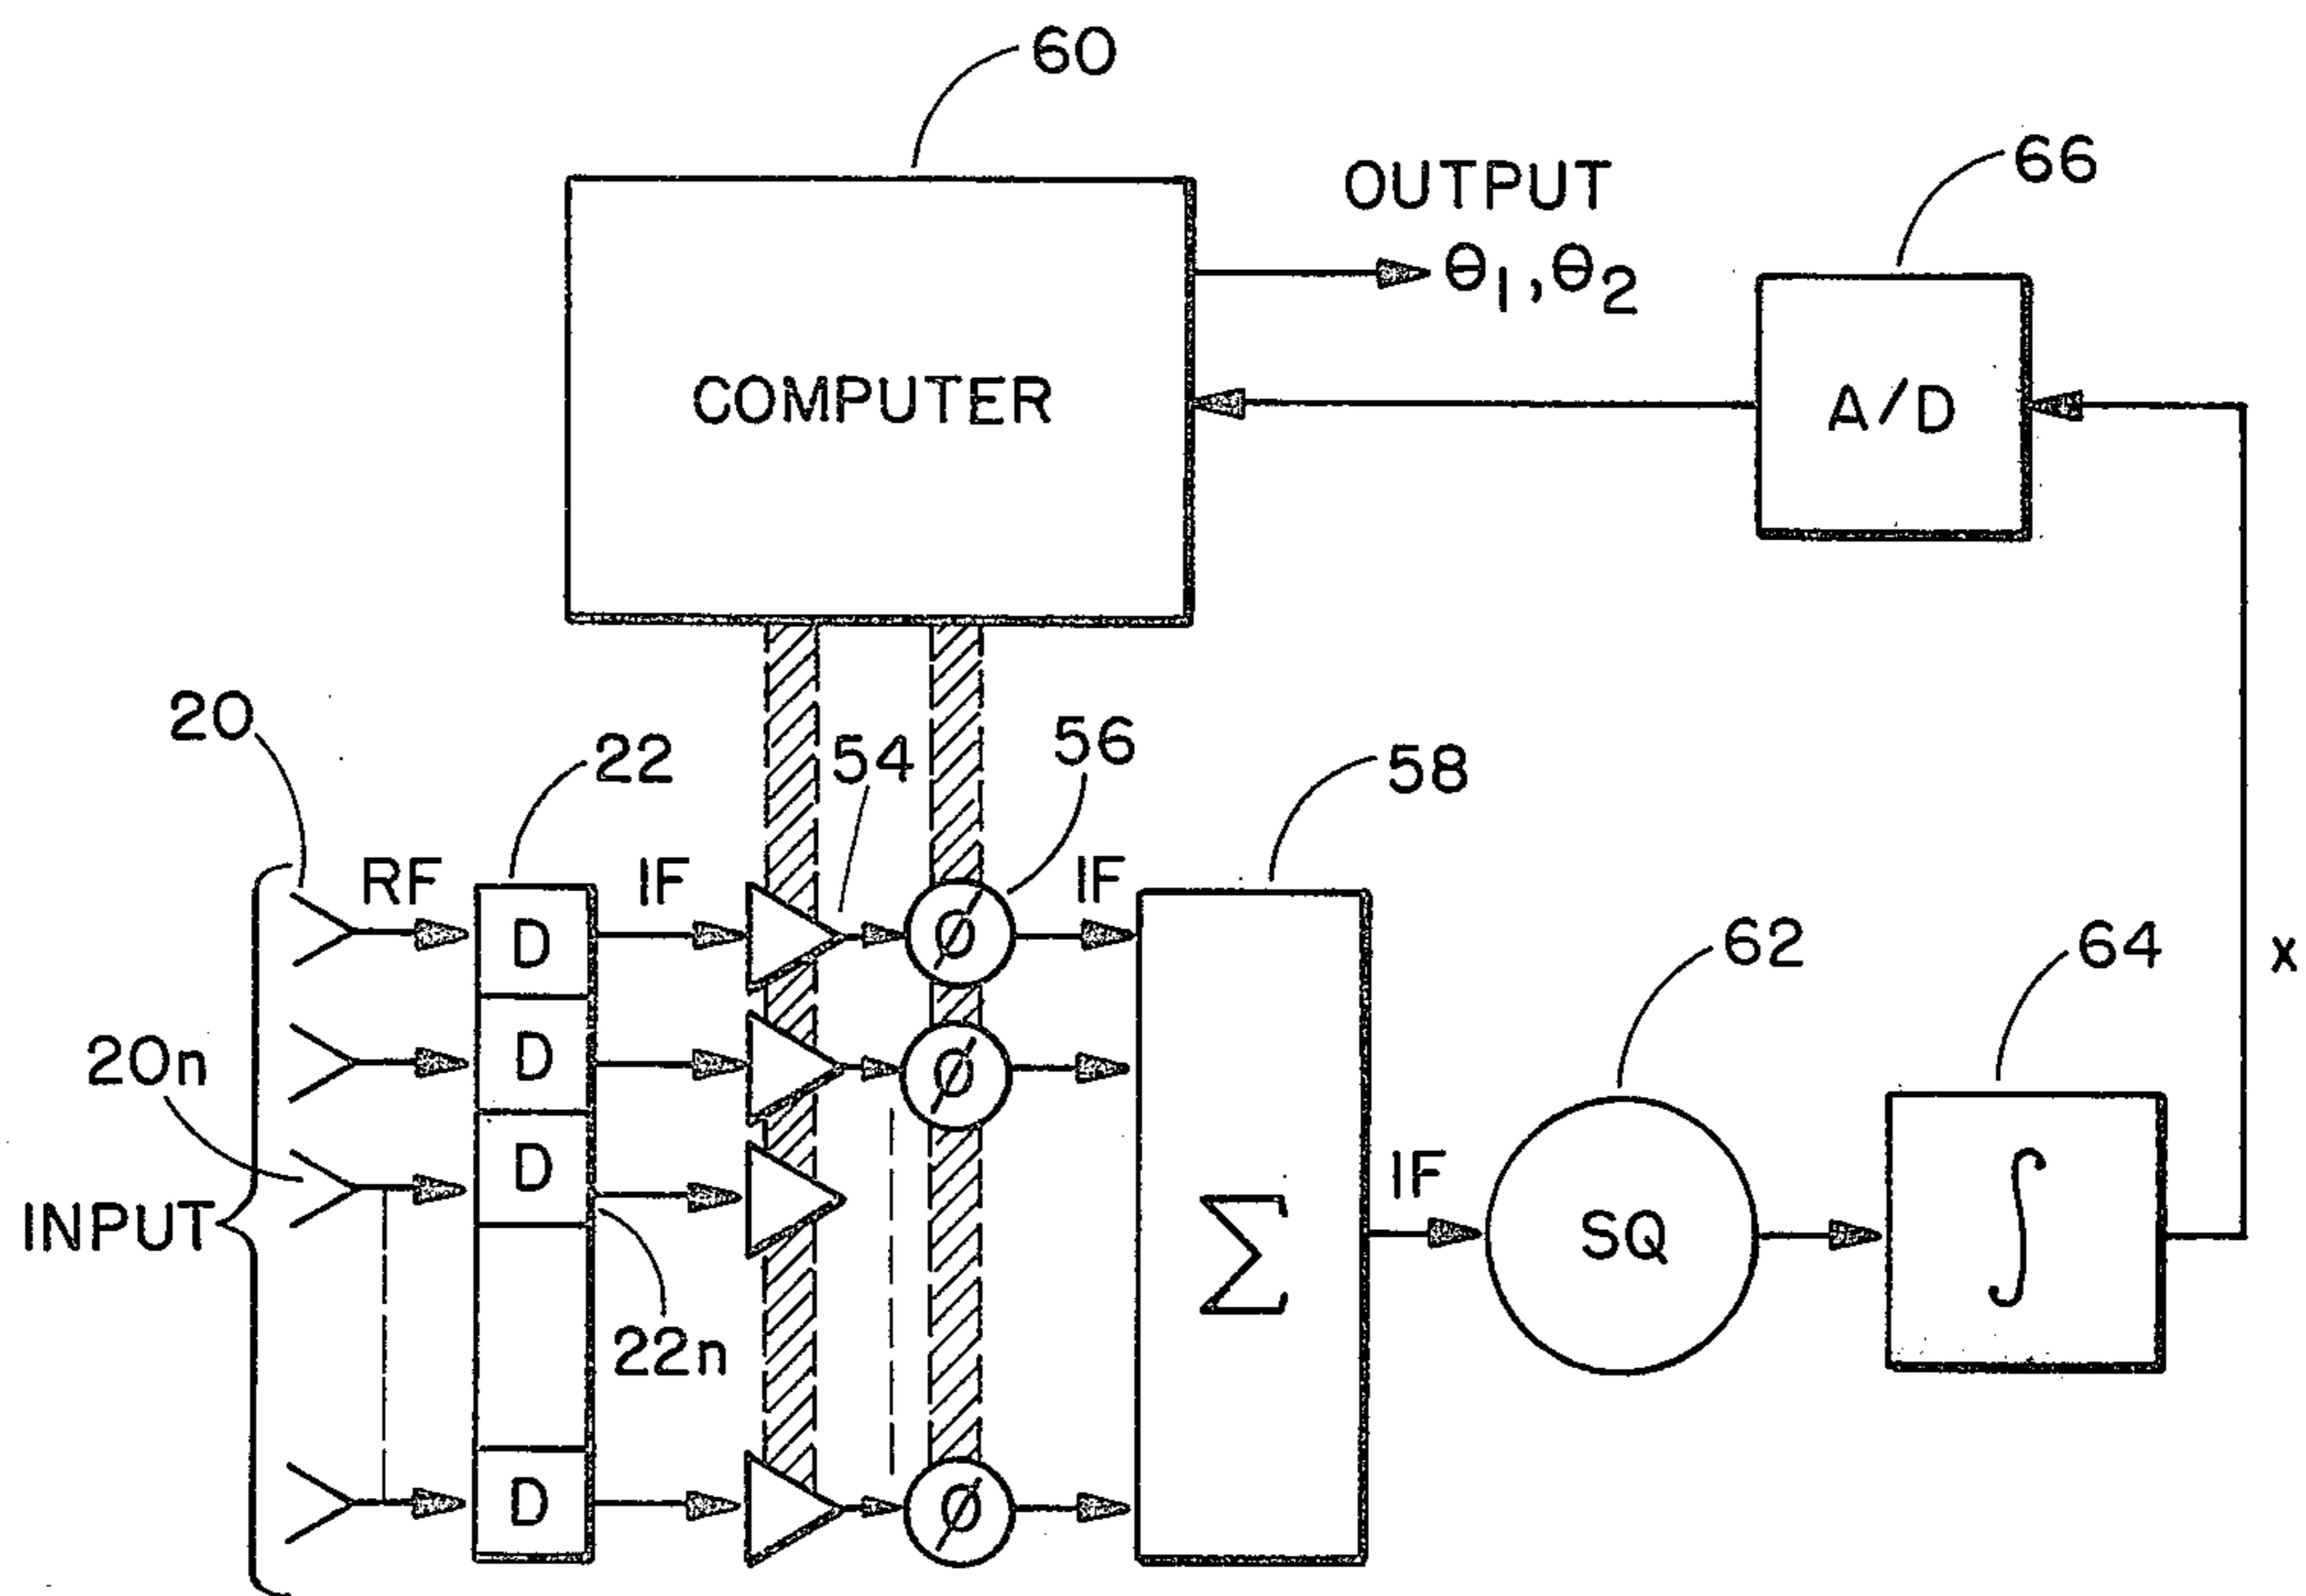 60
66
OUTPUT
θ1,θ2
COMPUTER
A/D
20
22
54
56
58
RF
IF
IF
62
64
X
D
Ø
20n
D
Ø
D
INPUT
IF
SQ
∫
Σ
22n
D
Ø